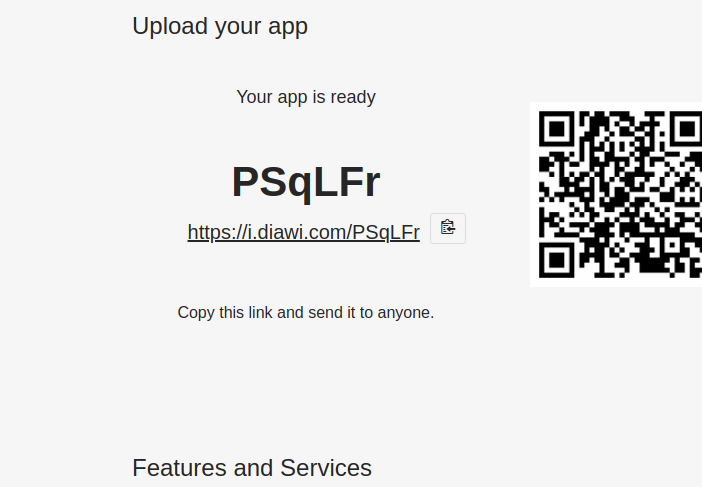 Upload your app
Your app is ready
PSqLFr
https://i.diawi.com/PSqLFr
Copy this link and send it to anyone.
Features and Services